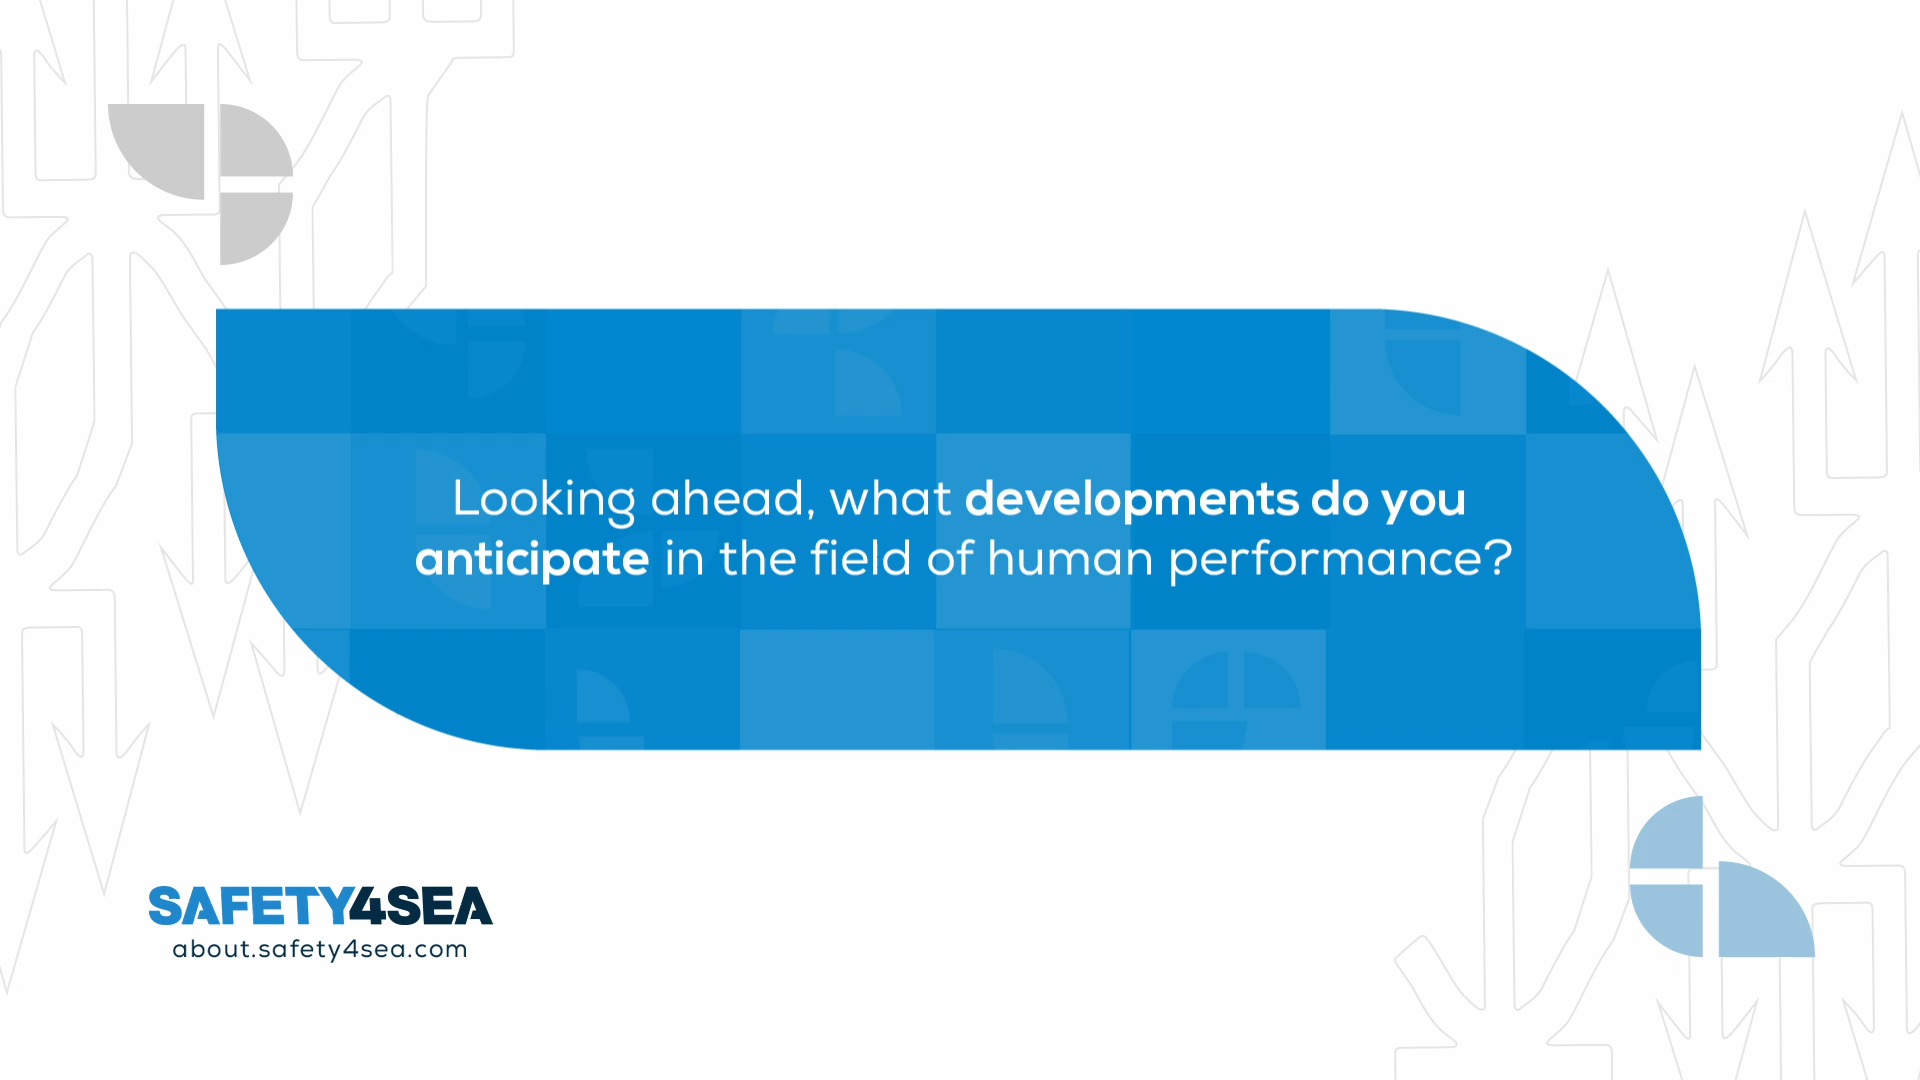 Looking ahead, what developments do you
anticipate in the field of human performance?
SAFETY4SEA
about.safety4sea.com